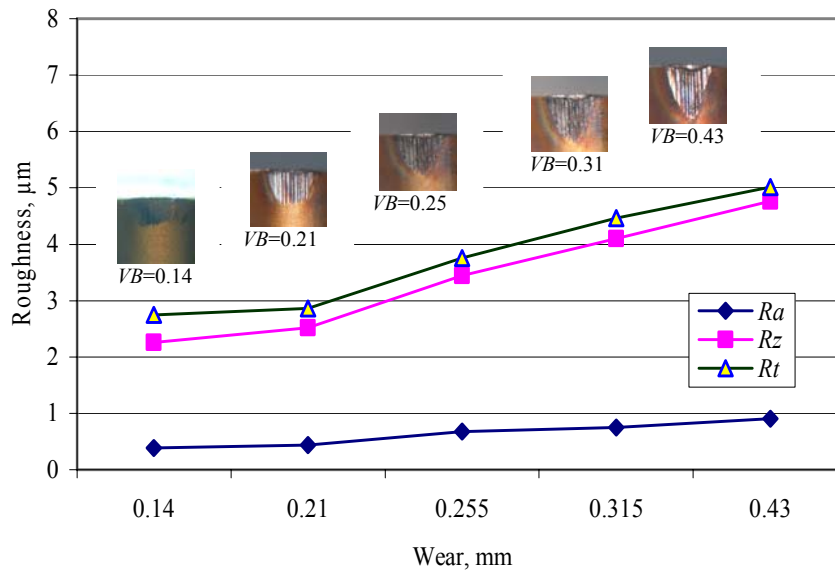 8
7
6
5
4
3
2
1
0
Roughness, µm
VB=0.14
VB=0.21
VB=0.25
VB=0.31
VB=0.43
Ra
Rz
Rt
0.14 0.21 0.255 0.315 0.43
Wear, mm